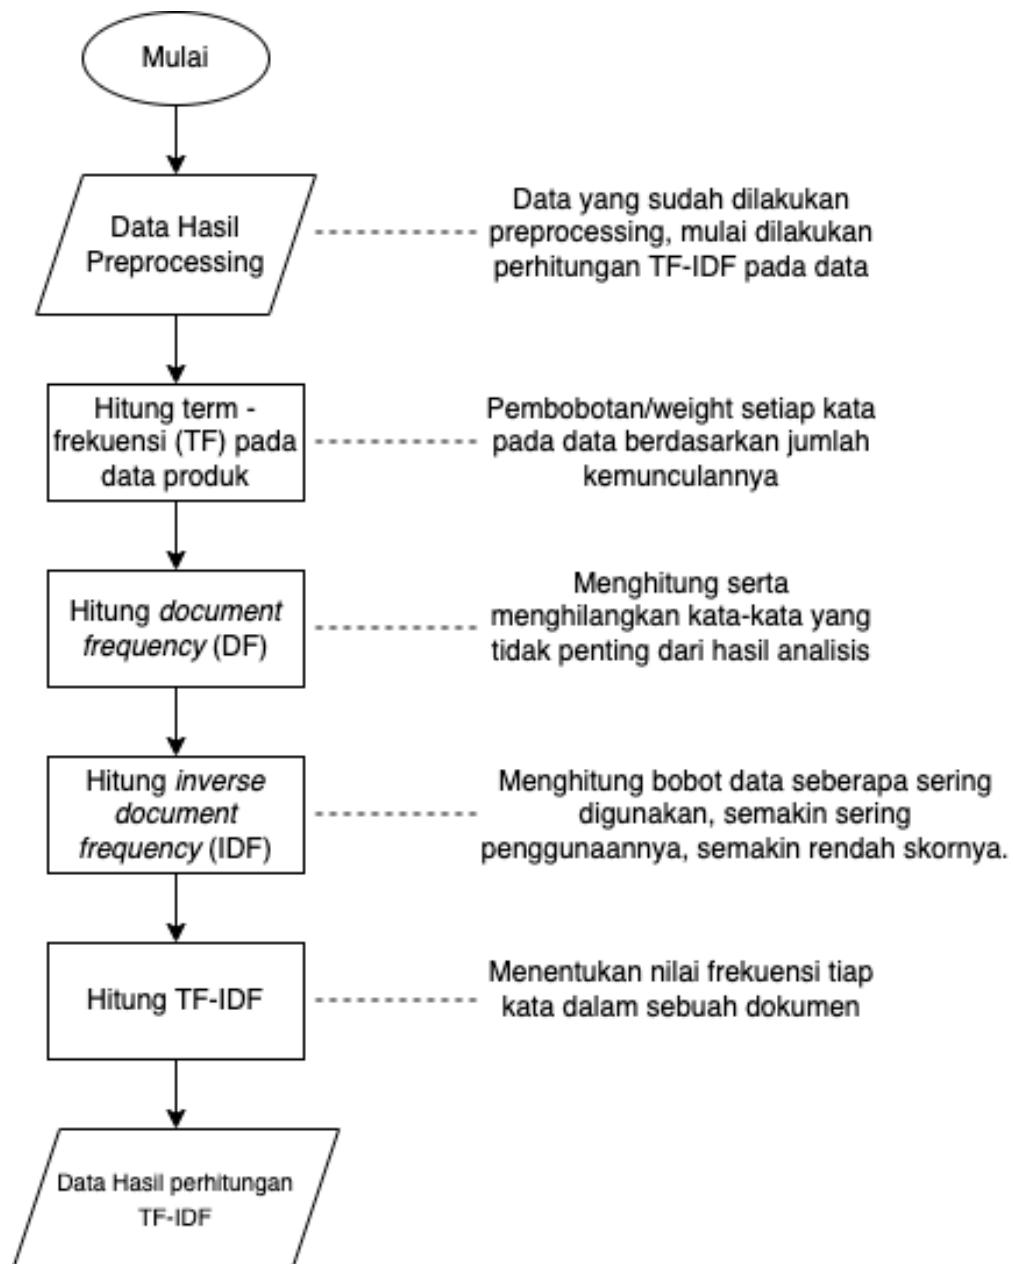 Mulai
Data Hasil
Preprocessing
Data yang sudah dilakukan
preprocessing, mulai dilakukan
perhitungan TF-IDF pada data
Hitung term -
frekuensi (TF) pada
data produk
Pembobotan/weight setiap kata
pada data berdasarkan jumlah
kemunculannya
Hitung document
frequency (DF)
Menghitung serta
menghilangkan kata-kata yang
tidak penting dari hasil analisis
Hitung inverse
document
frequency (IDF)
Menghitung bobot data seberapa sering
digunakan, semakin sering
penggunaannya, semakin rendah skornya.
Hitung TF-IDF
Menentukan nilai frekuensi tiap
kata dalam sebuah dokumen
Data Hasil perhitungan
TF-IDF